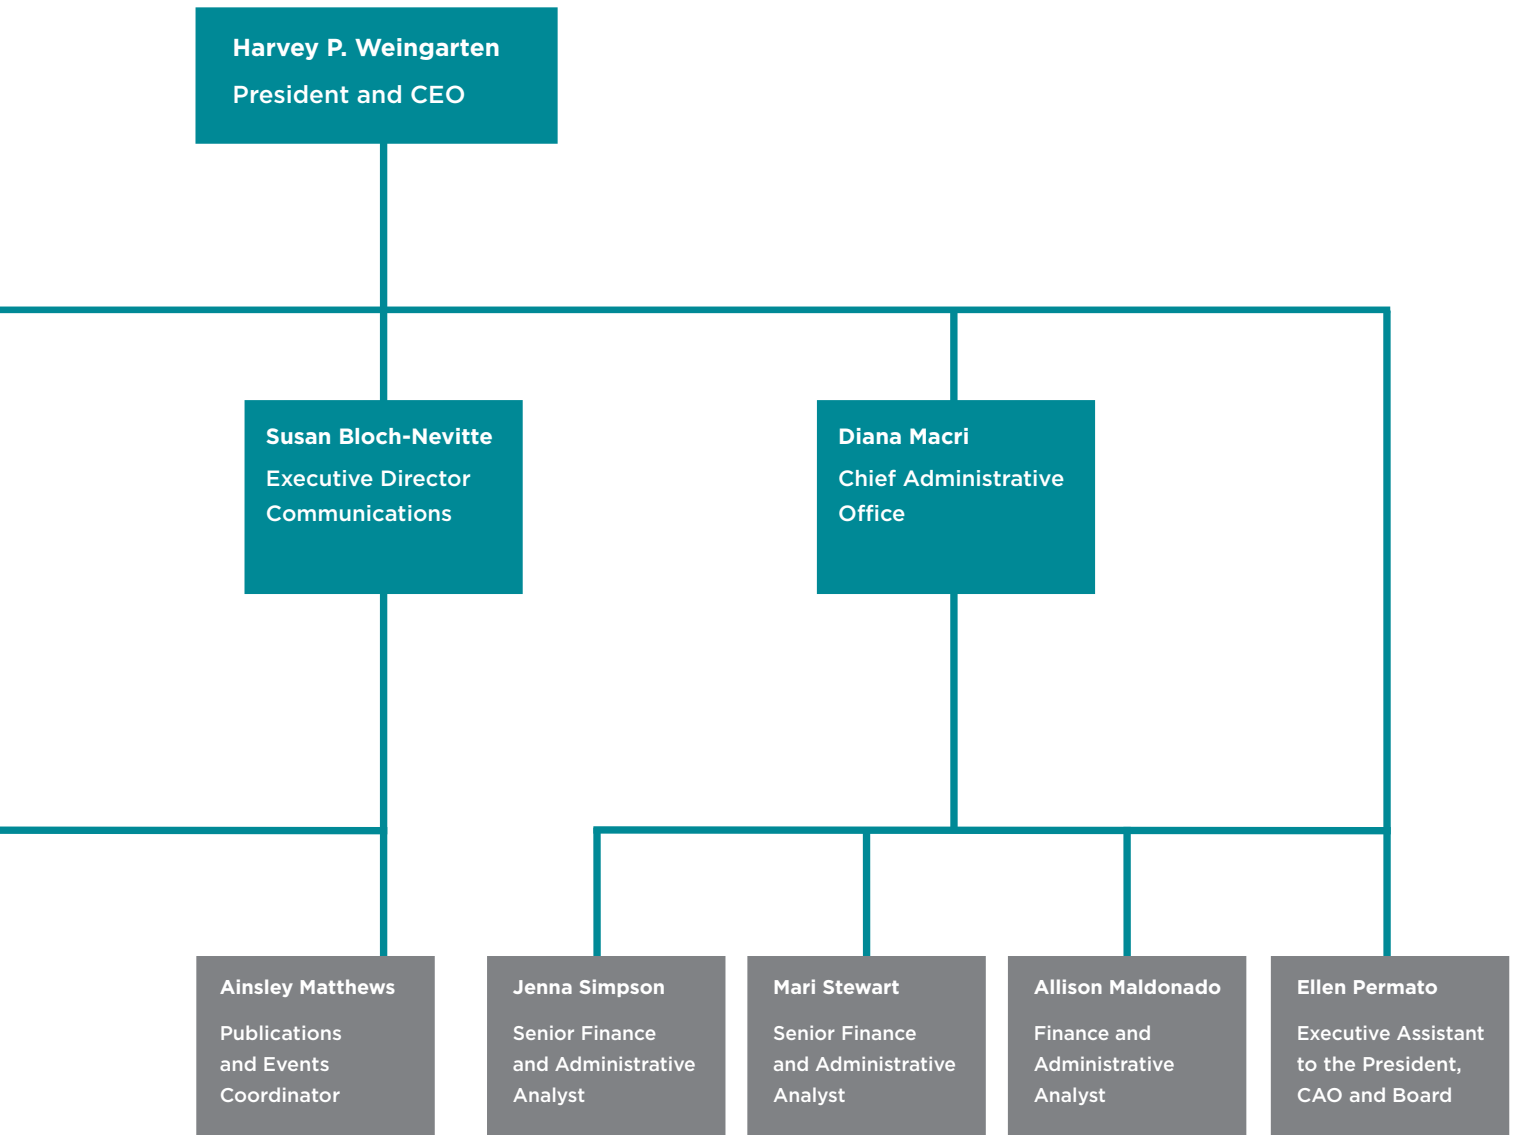 Harvey P. Weingarten
President and CEO
Susan Bloch-Nevitte
Executive Director
Communications
Diana Macri
Chief Administrative
Office
Ainsley Matthews
Publications
and Events
Coordinator
Jenna Simpson
Senior Finance
and Administrative
Analyst
Mari Stewart
Senior Finance
and Administrative
Analyst
Allison Maldonado
Finance and
Administrative
Analyst
Ellen Permato
Executive Assistant
to the President,
CAO and Board